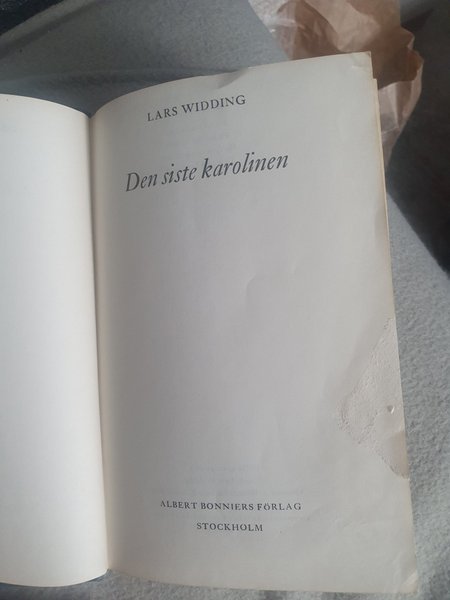 LARS WIDDING
Den siste karolinen
ALBERT BONNIERS FÖRLAG
STOCKHOLM